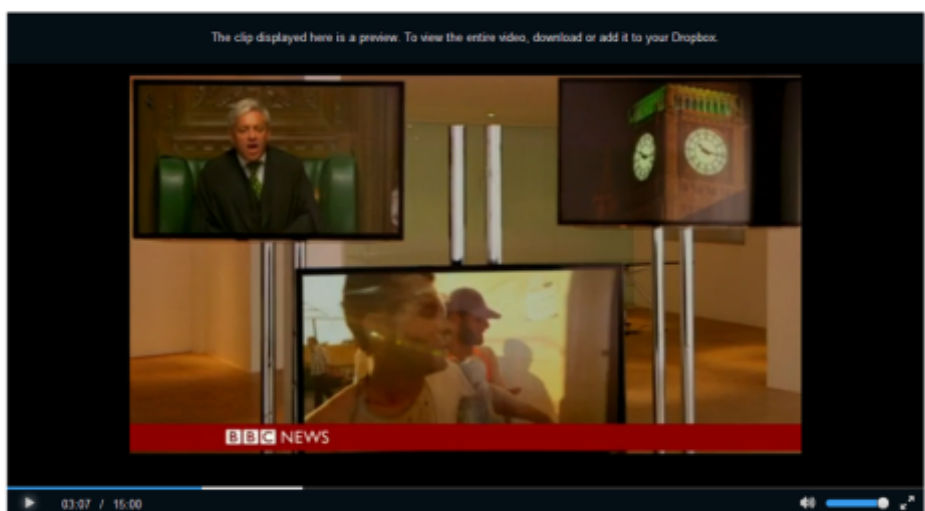 The clip displayed here is a preview. To view the entire video, download or add it to your Dropbox.
BBC NEWS
03:07 / 15:00